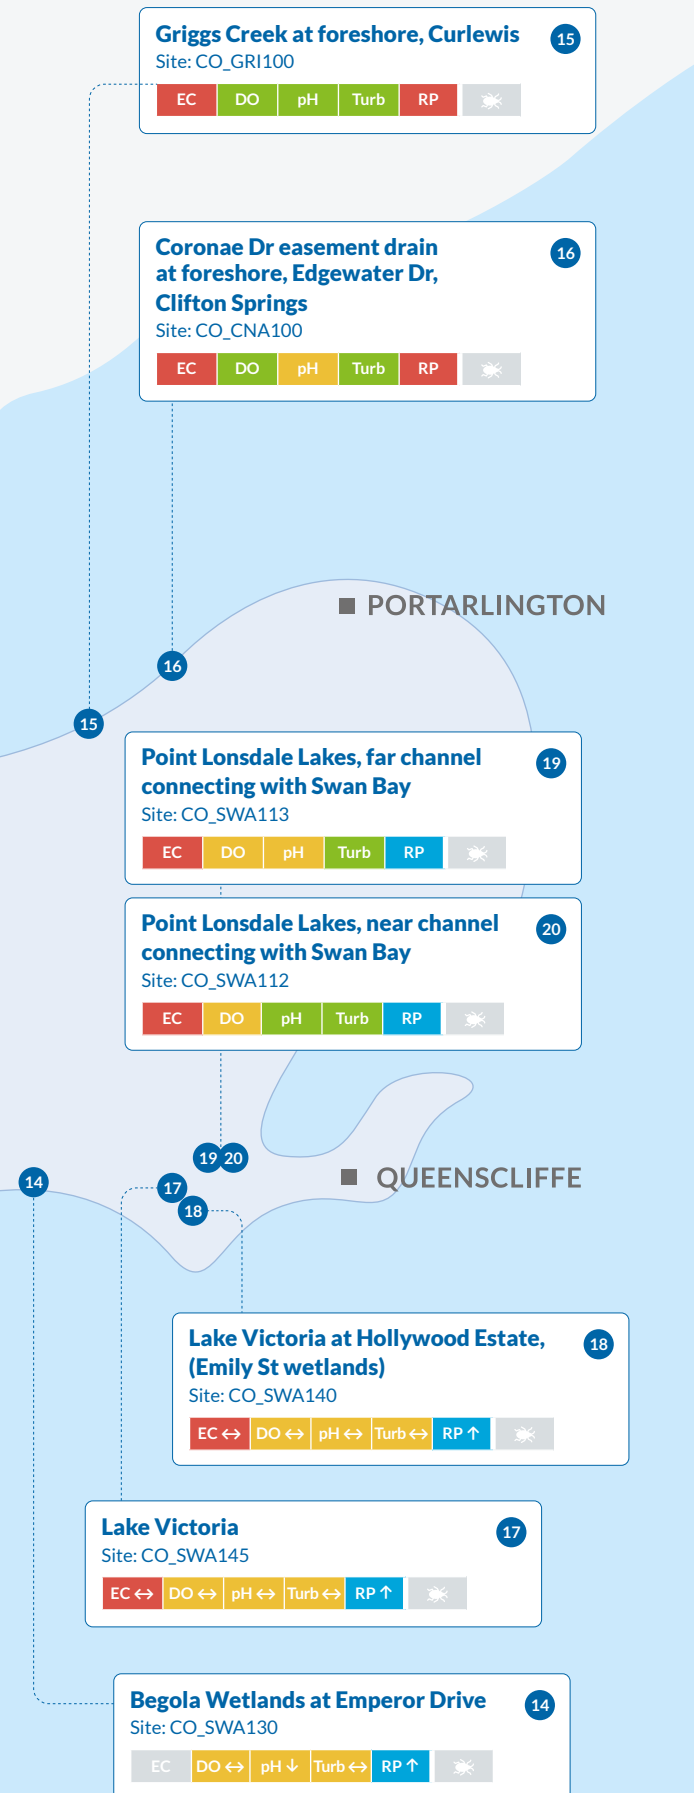 Griggs Creek at foreshore, Curlewis
15
Site: CO_GRI100
EC DO pH Turb RP
Coronae Dr easement drain
at foreshore, Edgewater Dr,
Clifton Springs
16
Site: CO_CNA100
EC DO pH Turb RP
PORTARLINGTON
16
15
Point Lonsdale Lakes, far channel
connecting with Swan Bay
19
Site: CO_SWA113
EC DO pH Turb RP
Point Lonsdale Lakes, near channel
connecting with Swan Bay
20
Site: CO_SWA112
EC DO pH Turb RP
19 20
QUEENSCLIFFE
14
17
18
Lake Victoria at Hollywood Estate,
(Emily St wetlands)
18
Site: CO_SWA140
EC ↔ DO ↔ pH ↔ Turb ↔ RP ↑
Lake Victoria
17
Site: CO_SWA145
EC ↔ DO ↔ pH ↔ Turb ↔ RP ↑
Begola Wetlands at Emperor Drive
14
Site: CO_SWA130
EC DO ↔ pH ↓ Turb ↔ RP ↑